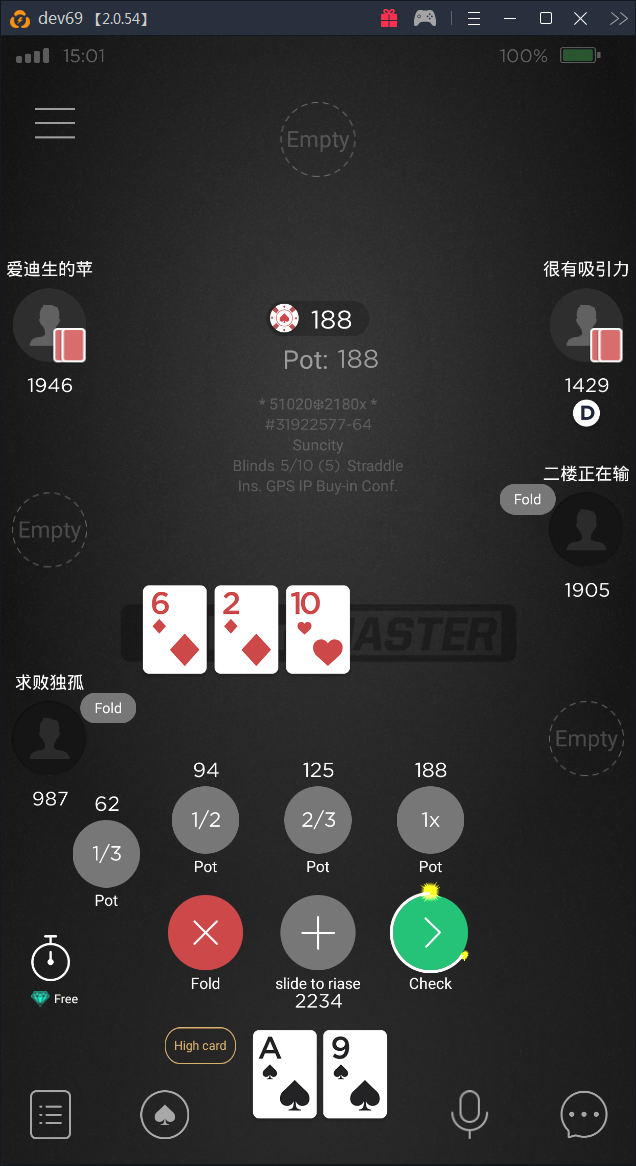 dev69 【2.0.54】
15:01
100%
Empty
爱迪生的苹
很有吸引力
188
1946
Pot: 188
1429
D
* 51020❉2180x *
#31922577-64
Suncity
Blinds 5/10 (5) Straddle
Ins. GPS IP Buy-in Conf.
二楼正在输
Fold
Empty
1905
6
2
10
MASTER
求败独孤
Fold
Empty
987
62
94
125
188
1/3
1/2
2/3
1x
Pot
Pot
Pot
Pot
Free
Fold
slide to riase
Check
2234
High card
A
9